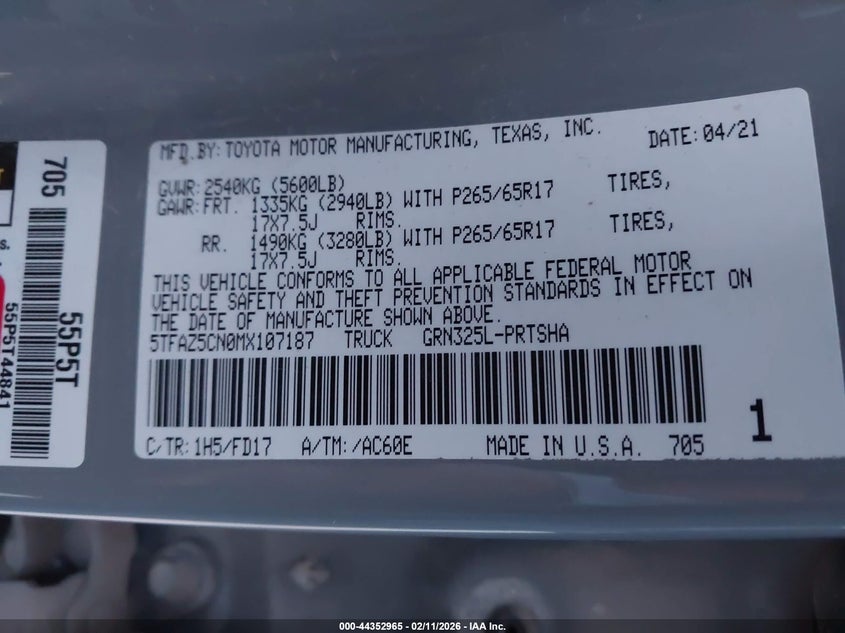 MFD.BY: TOYOTA MOTOR MANUFACTURING, TEXAS, INC. DATE: 04/21
GVWR: 2540KG (5600LB)
GAWR: FRT. 1335KG (2940LB) WITH P265/65R17 TIRES,
17X7.5J RIMS.
RR. 1490KG (3280LB) WITH P265/65R17 TIRES,
17X7.5J RIMS.
THIS VEHICLE CONFORMS TO ALL APPLICABLE FEDERAL MOTOR
VEHICLE SAFETY AND THEFT PREVENTION STANDARDS IN EFFECT ON
THE DATE OF MANUFACTURE SHOWN ABOVE.
5TFAZ5CN0MX107187 TRUCK GRN325L-PRTSHA
1
C/TR: 1H5/FD17 A/TM: /AC60E MADE IN U.S.A. 705
705
55P5T
55P5T44841
000-44352965 - 02/11/2026 - IAA Inc.